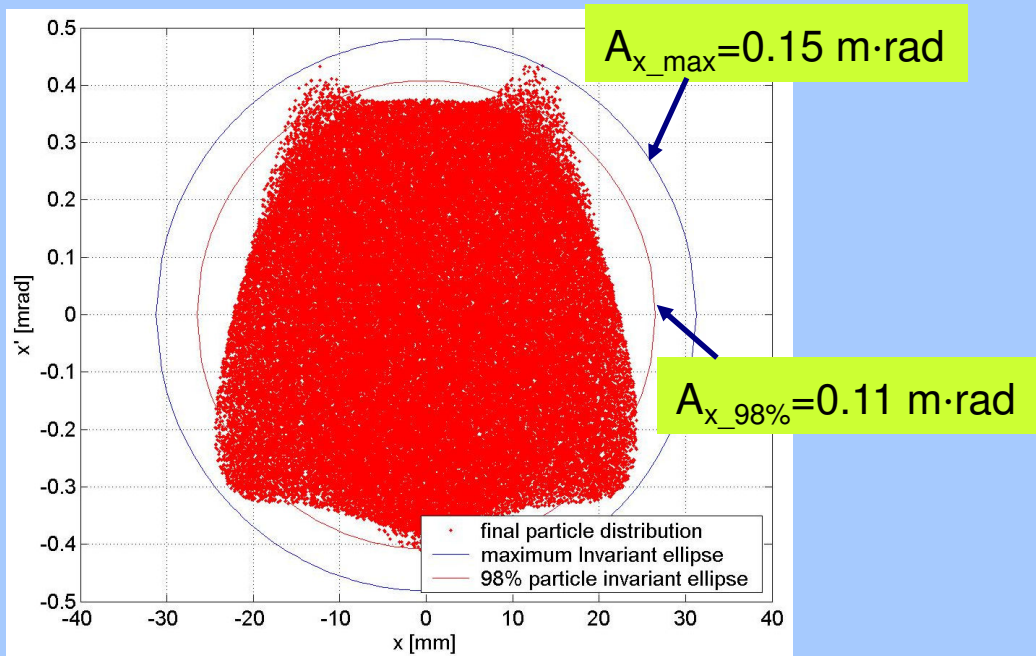 A_x_max=0.15 m·rad
0.5
0.4
0.3
0.2
0.1
0
-0.1
-0.2
-0.3
-0.4
-0.5
x' [mrad]
A_x_98%=0.11 m·rad
final particle distribution
maximum Invariant ellipse
98% particle invariant ellipse
-40 -30 -20 -10 0 10 20 30 40
x [mm]